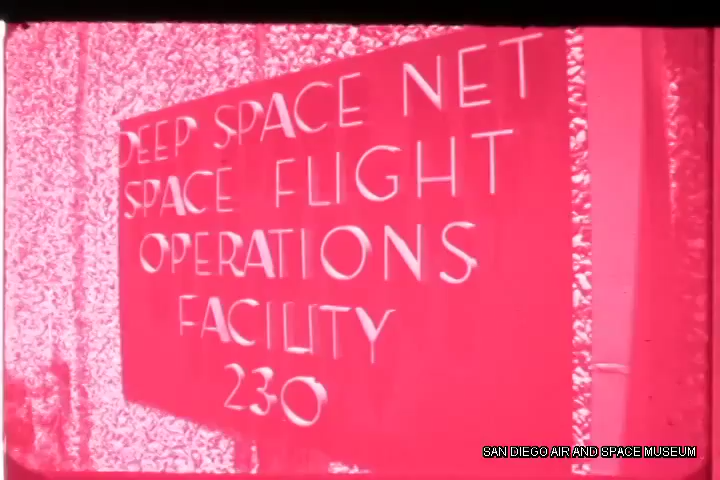 DEEP SPACE NET
SPACE FLIGHT
OPERATIONS
FACILITY
230
SAN DIEGO AIR AND SPACE MUSEUM